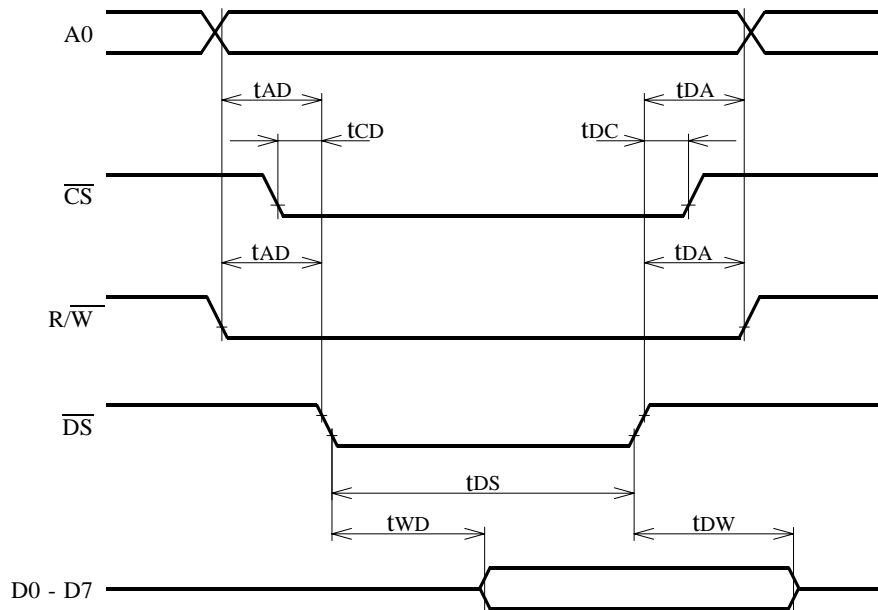 A0
tAD
tDA
tCD
tDC
CS
tAD
tDA
R/W
DS
tDS
tWD
tDW
D0 - D7